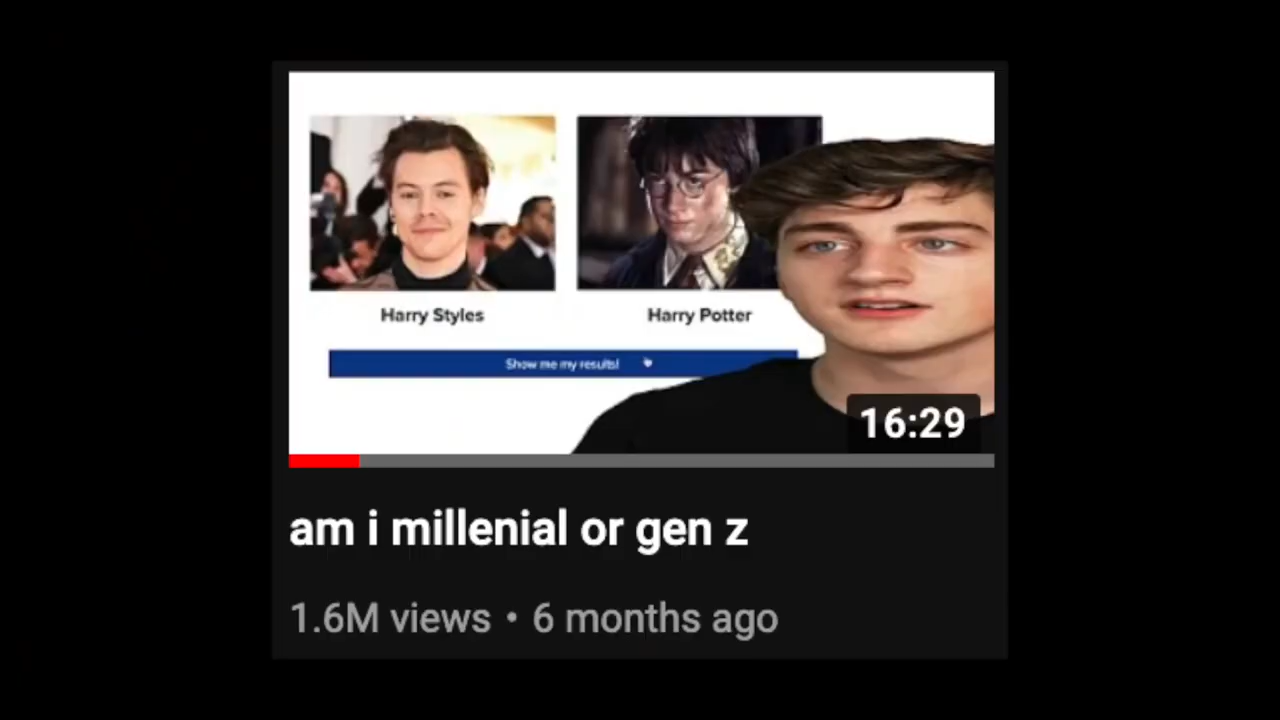 Harry Styles
Harry Potter
Show me my results!
16:29
am i millenial or gen z
1.6M views • 6 months ago